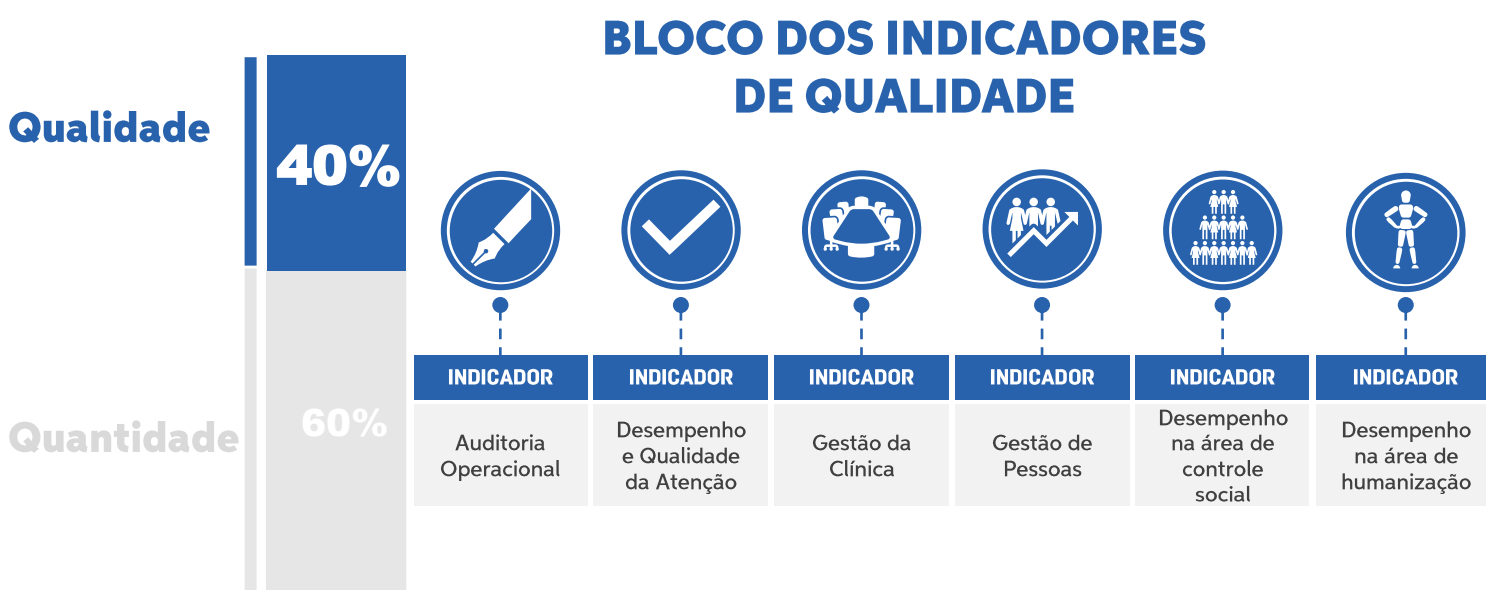 BLOCO DOS INDICADORES
DE QUALIDADE
Qualidade
40%
Quantidade
60%
INDICADOR
Auditoria
Operacional
INDICADOR
Desempenho
e Qualidade
da Atenção
INDICADOR
Gestão da
Clínica
INDICADOR
Gestão de
Pessoas
INDICADOR
Desempenho
na área de
controle
social
INDICADOR
Desempenho
na área de
humanização